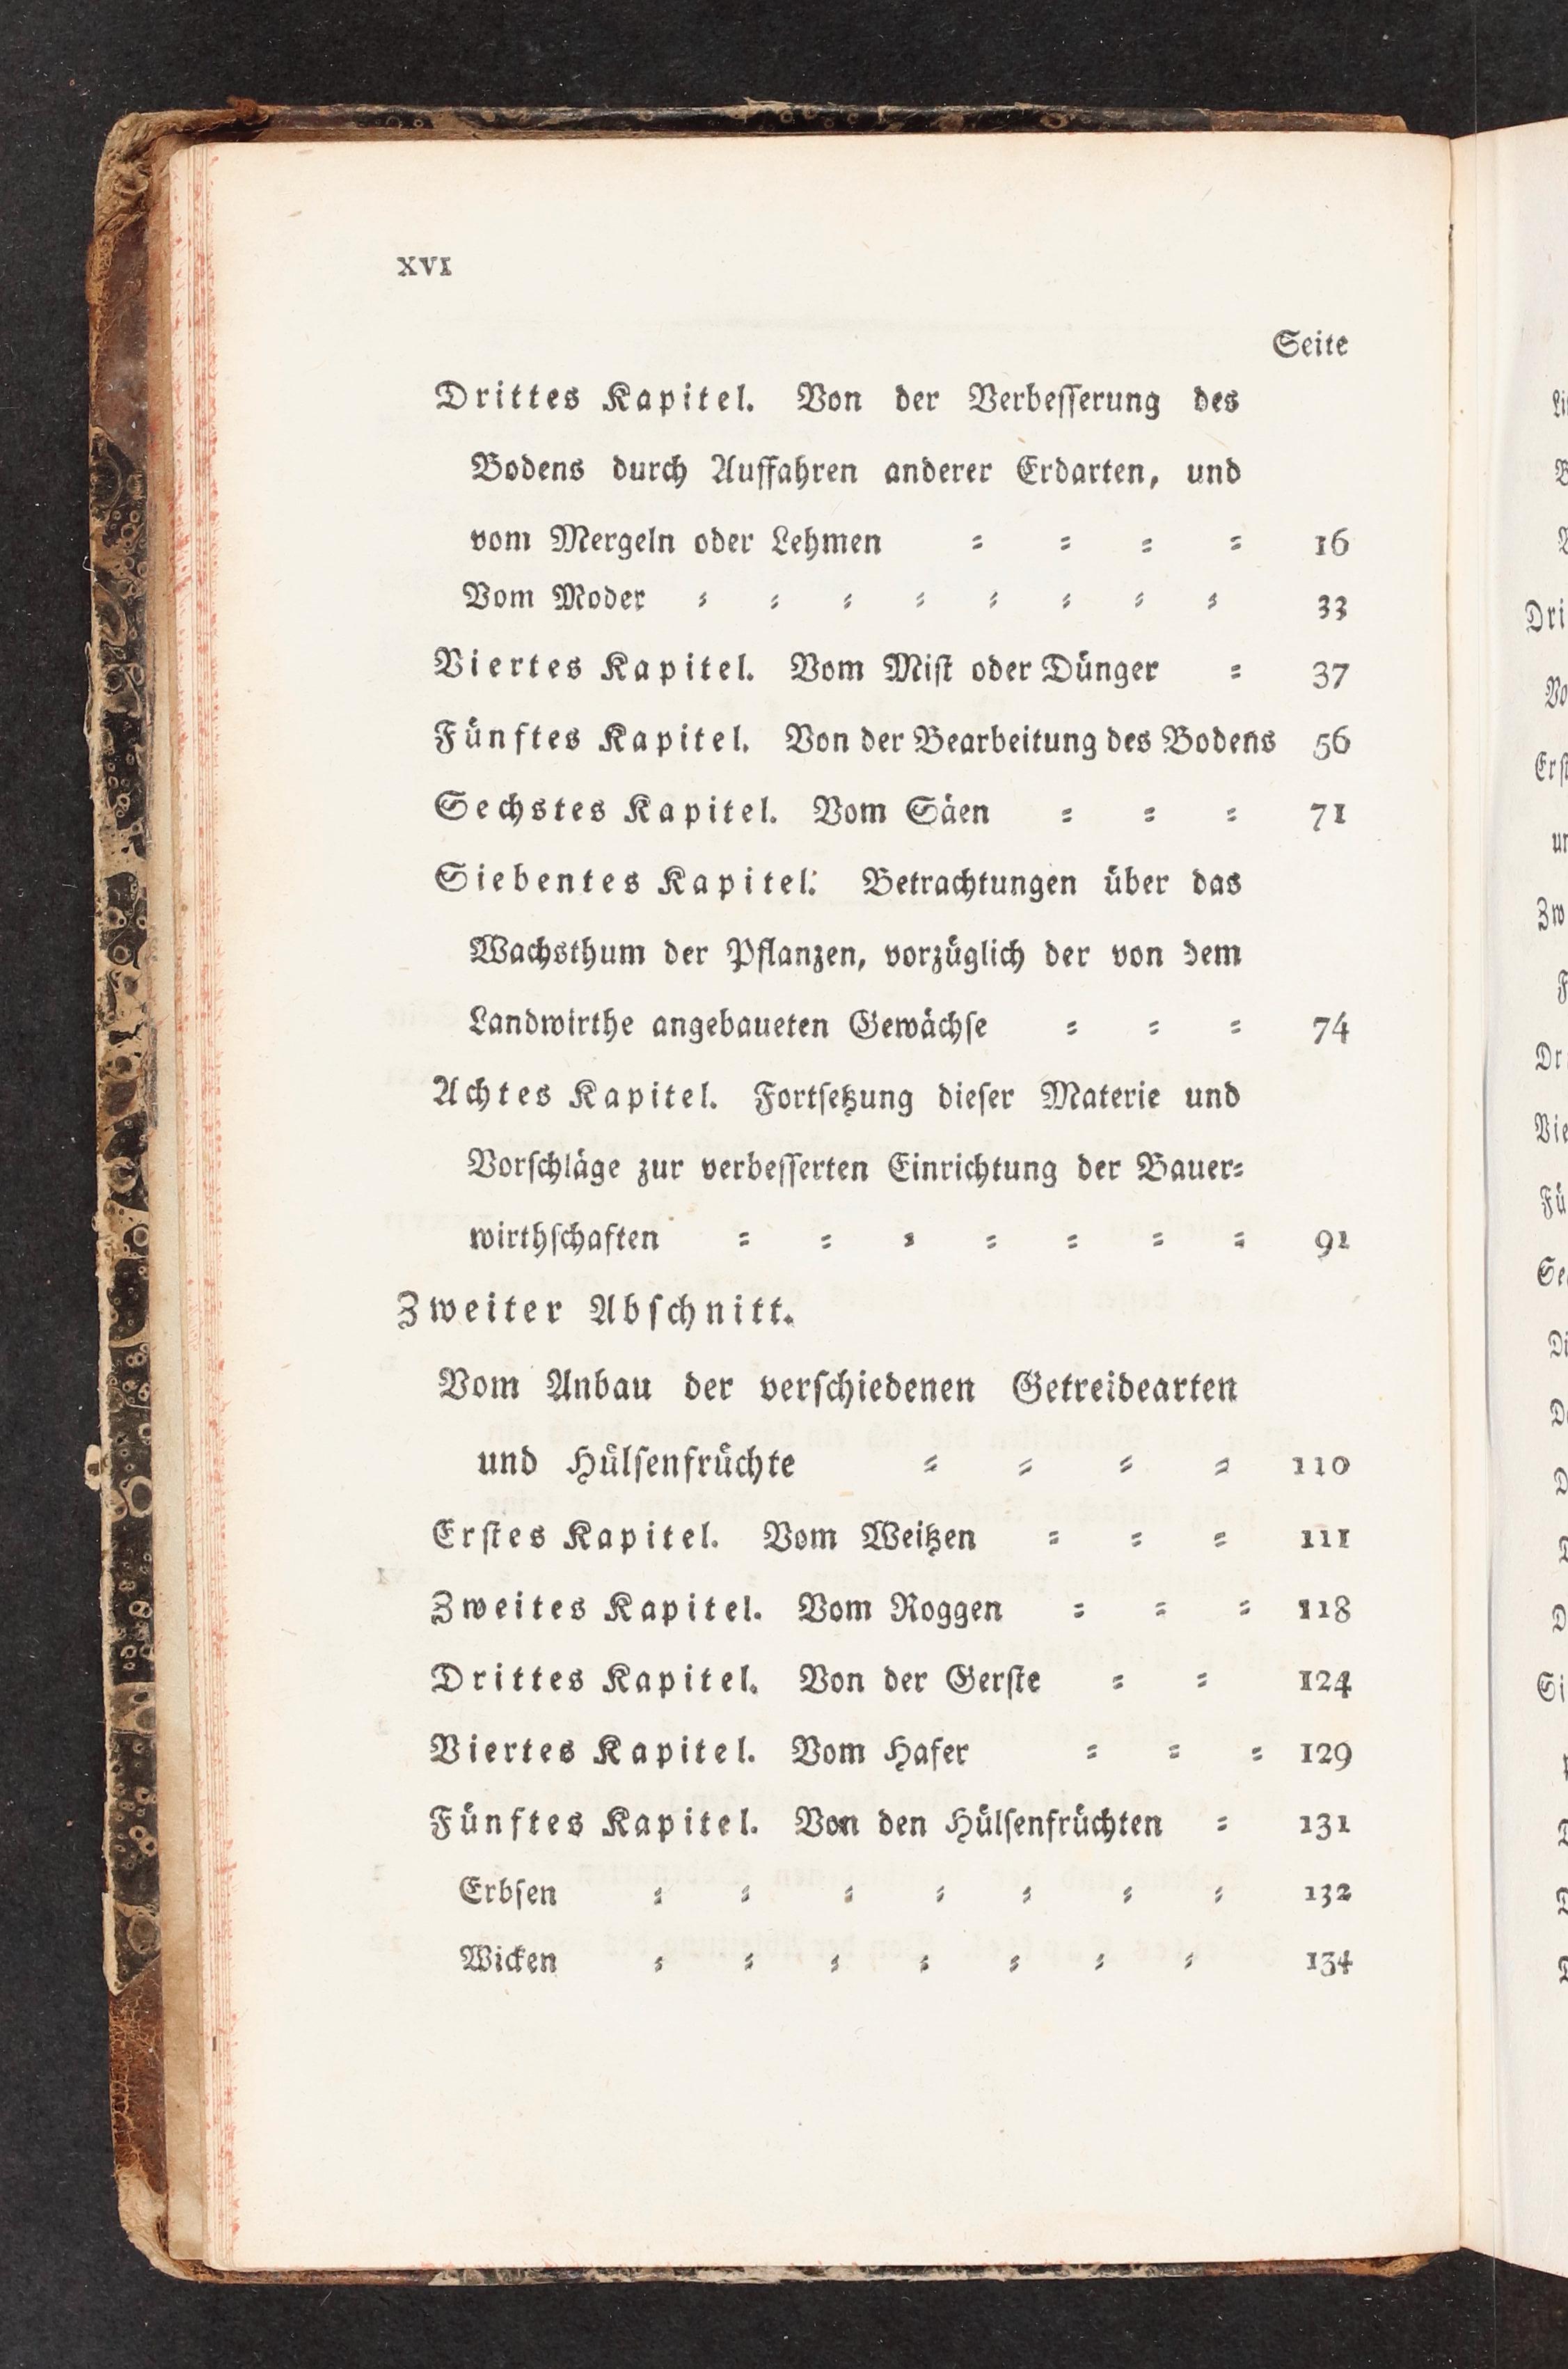 XVI
Seite
Drittes Kapitel. Von der Verbeſſerung des
Bodens durch Auffahren anderer Erdarten, und
vom Mergeln oder Lehmen = = = = 16
Vom Moder = = = = = = = = 33
Viertes Kapitel. Vom Miſt oder Dünger = 37
Fünftes Kapitel. Von der Bearbeitung des Bodens 56
Sechstes Kapitel. Vom Säen = = = 71
Siebentes Kapitel. Betrachtungen über das
Wachsthum der Pflanzen, vorzüglich der von dem
Landwirthe angebaueten Gewächſe = = = 74
Achtes Kapitel. Fortſetzung dieſer Materie und
Vorſchläge zur verbeſſerten Einrichtung der Bauer=
wirthſchaften = = = = = = = 91
Zweiter Abſchnitt.
Vom Anbau der verſchiedenen Getreidearten
und Hülſenfrüchte = = = = 110
Erſtes Kapitel. Vom Weitzen = = = 111
Zweites Kapitel. Vom Roggen = = = 118
Drittes Kapitel. Von der Gerſte = = 124
Viertes Kapitel. Vom Hafer = = = 129
Fünftes Kapitel. Von den Hülſenfrüchten = 131
Erbſen = = = = = = = 132
Wicken = = = = = = = 134